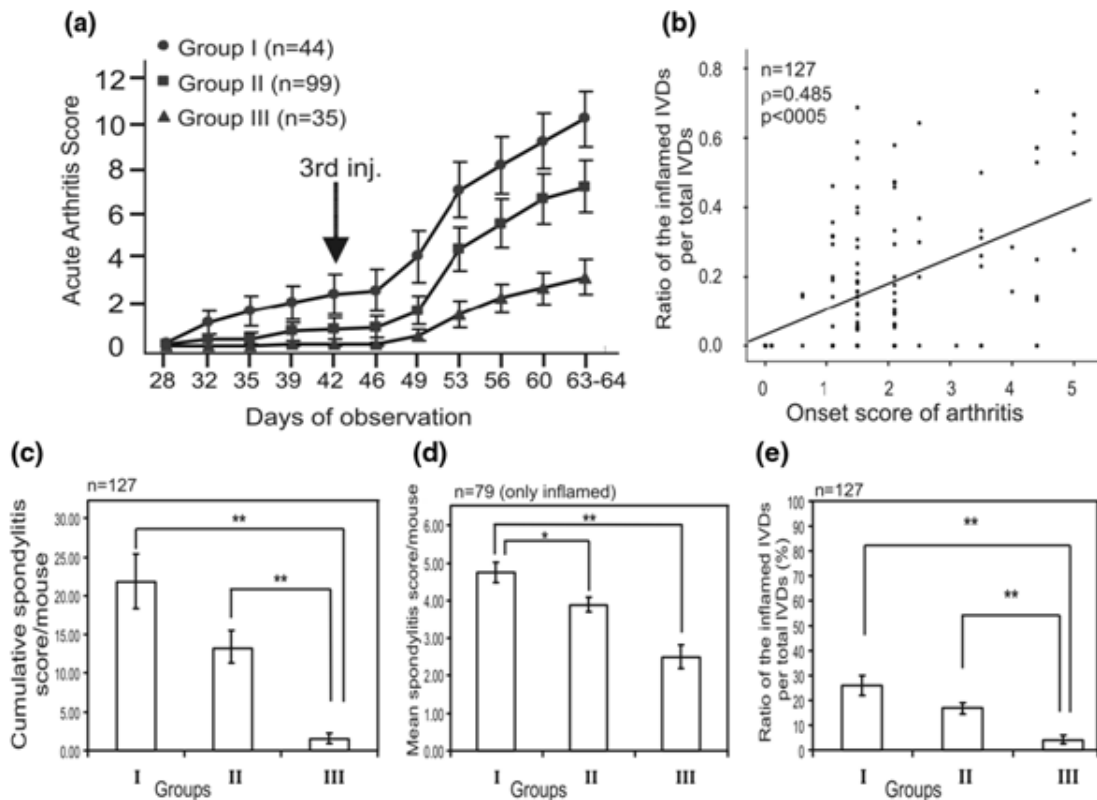 (a)
Group I (n=44)
Group II (n=99)
Group III (n=35)
3rd inj.
Acute Arthritis Score
12
10
8
6
4
2
0
28 32 35 39 42 46 49 53 56 60 63-64
Days of observation
(b)
n=127
ρ=0.485
p<0005
Ratio of the inflamed IVDs
per total IVDs
0.8
0.6
0.4
0.2
0.0
0 1 2 3 4 5
Onset score of arthritis
(c)
n=127
Cumulative spondylitis
score/mouse
30.00
25.00
20.00
15.00
10.00
5.00
0.00
**
**
I II III
Groups
(d)
n=79 (only inflamed)
Mean spondylitis score/mouse
6.00
5.00
4.00
3.00
2.00
1.00
0.00
**
*
I II III
Groups
(e)
n=127
Ratio of the inflamed IVDs
per total IVDs (%)
100
90
80
70
60
50
40
30
20
10
0
**
**
I II III
Groups